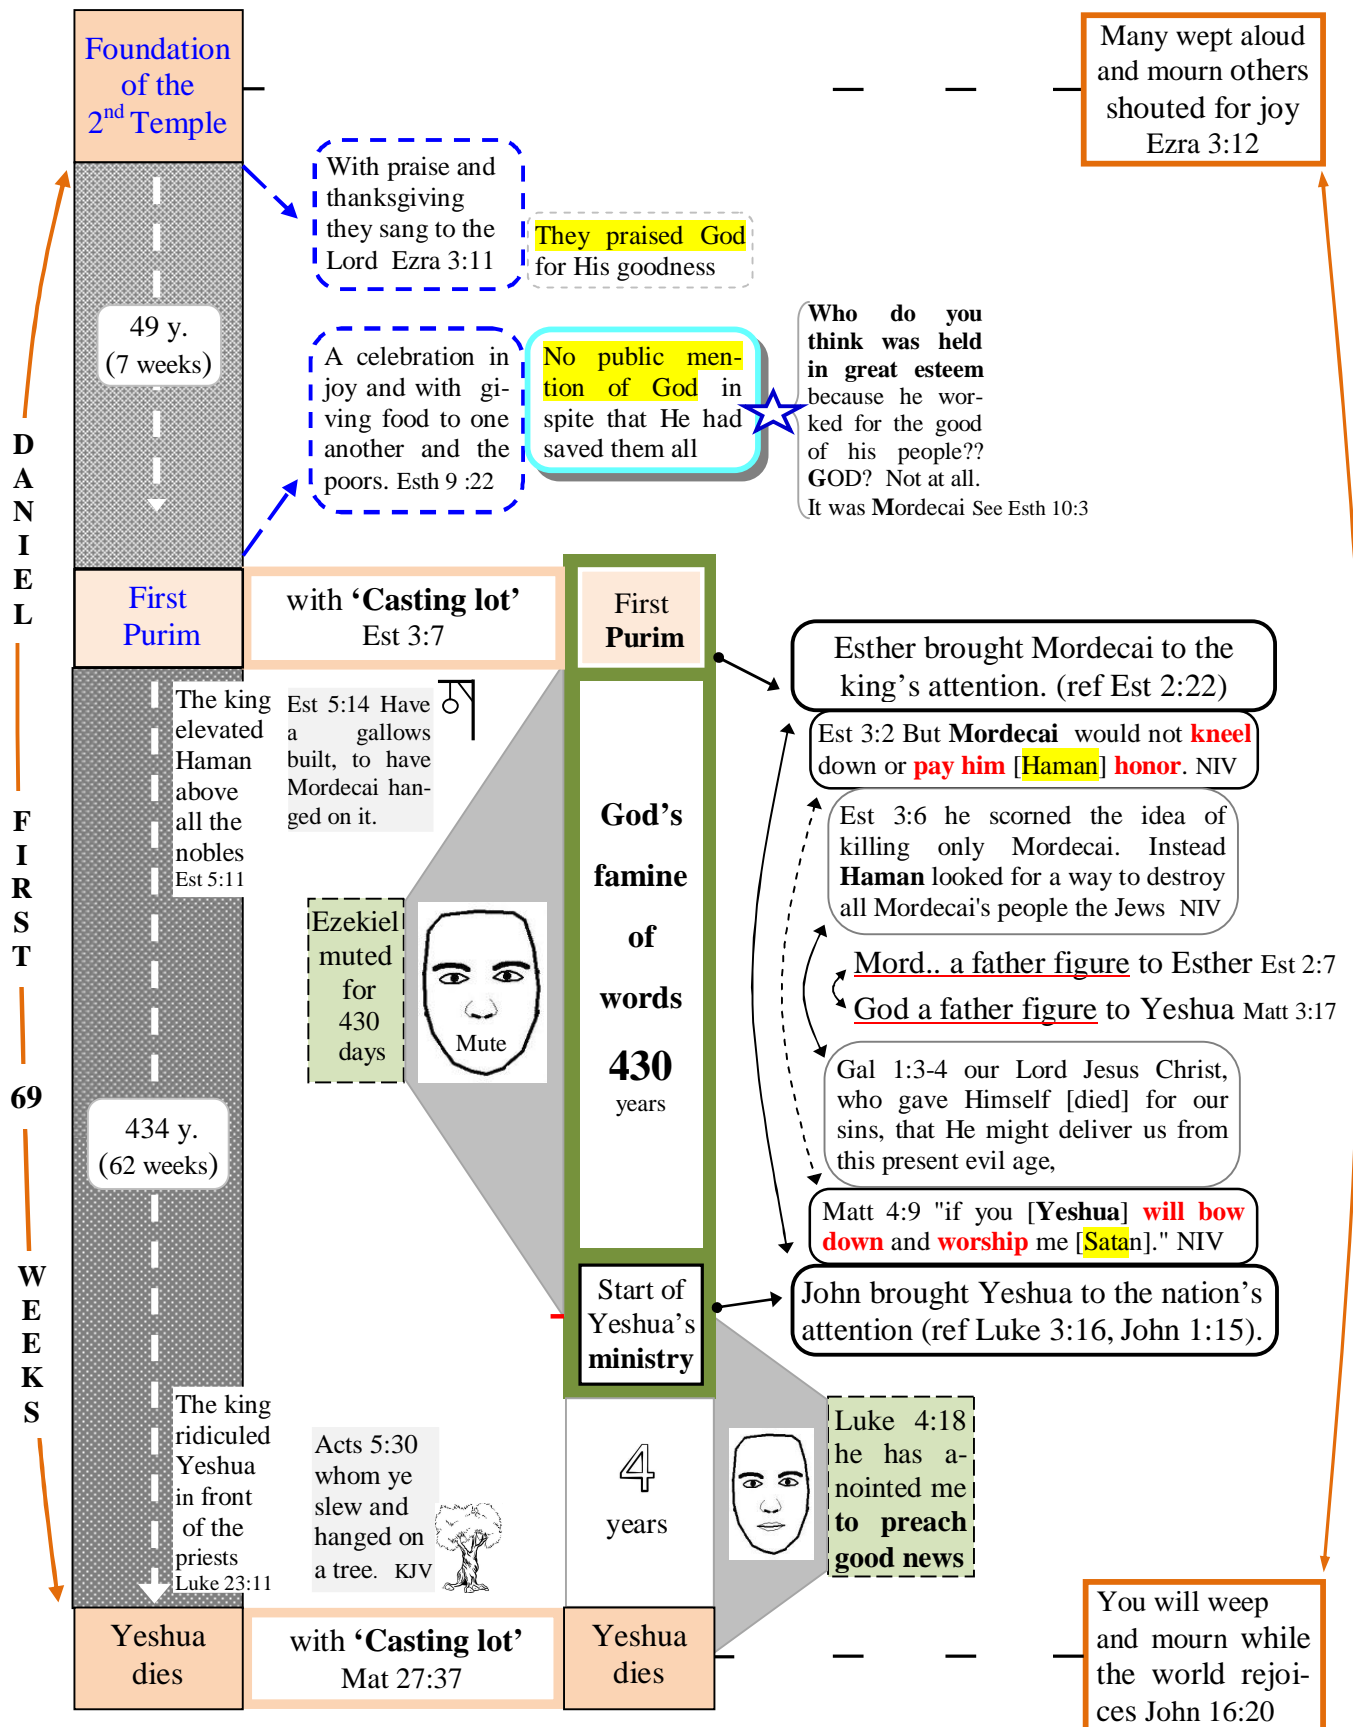 Foundation
of the
2nd Temple
Many wept aloud
and mourn others
shouted for joy
Ezra 3:12
With praise and
thanksgiving
they sang to the
Lord Ezra 3:11
They praised God
for His goodness
49 y.
(7 weeks)
A celebration in
joy and with gi-
ving food to one
another and the
poors. Esth 9 :22
No public men-
tion of God in
spite that He had
saved them all
Who do you
think was held
in great esteem
because he wor-
ked for the good
of his people??
GOD? Not at all.
It was Mordecai See Esth 10:3
DANIEL FIRST 69 WEEKS
First
Purim
with ‘Casting lot’
Est 3:7
First
Purim
The king
elevated
Haman
above
all the
nobles
Est 5:11
Est 5:14 Have
a gallows
built, to have
Mordecai han-
ged on it.
Esther brought Mordecai to the
king’s attention. (ref Est 2:22)
Est 3:2 But Mordecai would not kneel
down or pay him [Haman] honor. NIV
Est 3:6 he scorned the idea of
killing only Mordecai. Instead
Haman looked for a way to destroy
all Mordecai's people the Jews NIV
Mord.. a father figure to Esther Est 2:7
God a father figure to Yeshua Matt 3:17
Gal 1:3-4 our Lord Jesus Christ,
who gave Himself [died] for our
sins, that He might deliver us from
this present evil age,
Matt 4:9 "if you [Yeshua] will bow
down and worship me [Satan]." NIV
John brought Yeshua to the nation’s
attention (ref Luke 3:16, John 1:15).
God’s
famine
of
words
430
years
Ezekiel
muted
for
430
days
Mute
434 y.
(62 weeks)
Start of
Yeshua’s
ministry
The king
ridiculed
Yeshua
in front
of the
priests
Luke 23:11
Acts 5:30
whom ye
slew and
hanged on
a tree. KJV
4
years
Luke 4:18
he has a-
nointed me
to preach
good news
Yeshua
dies
with ‘Casting lot’
Mat 27:37
Yeshua
dies
You will weep
and mourn while
the world rejoi-
ces John 16:20